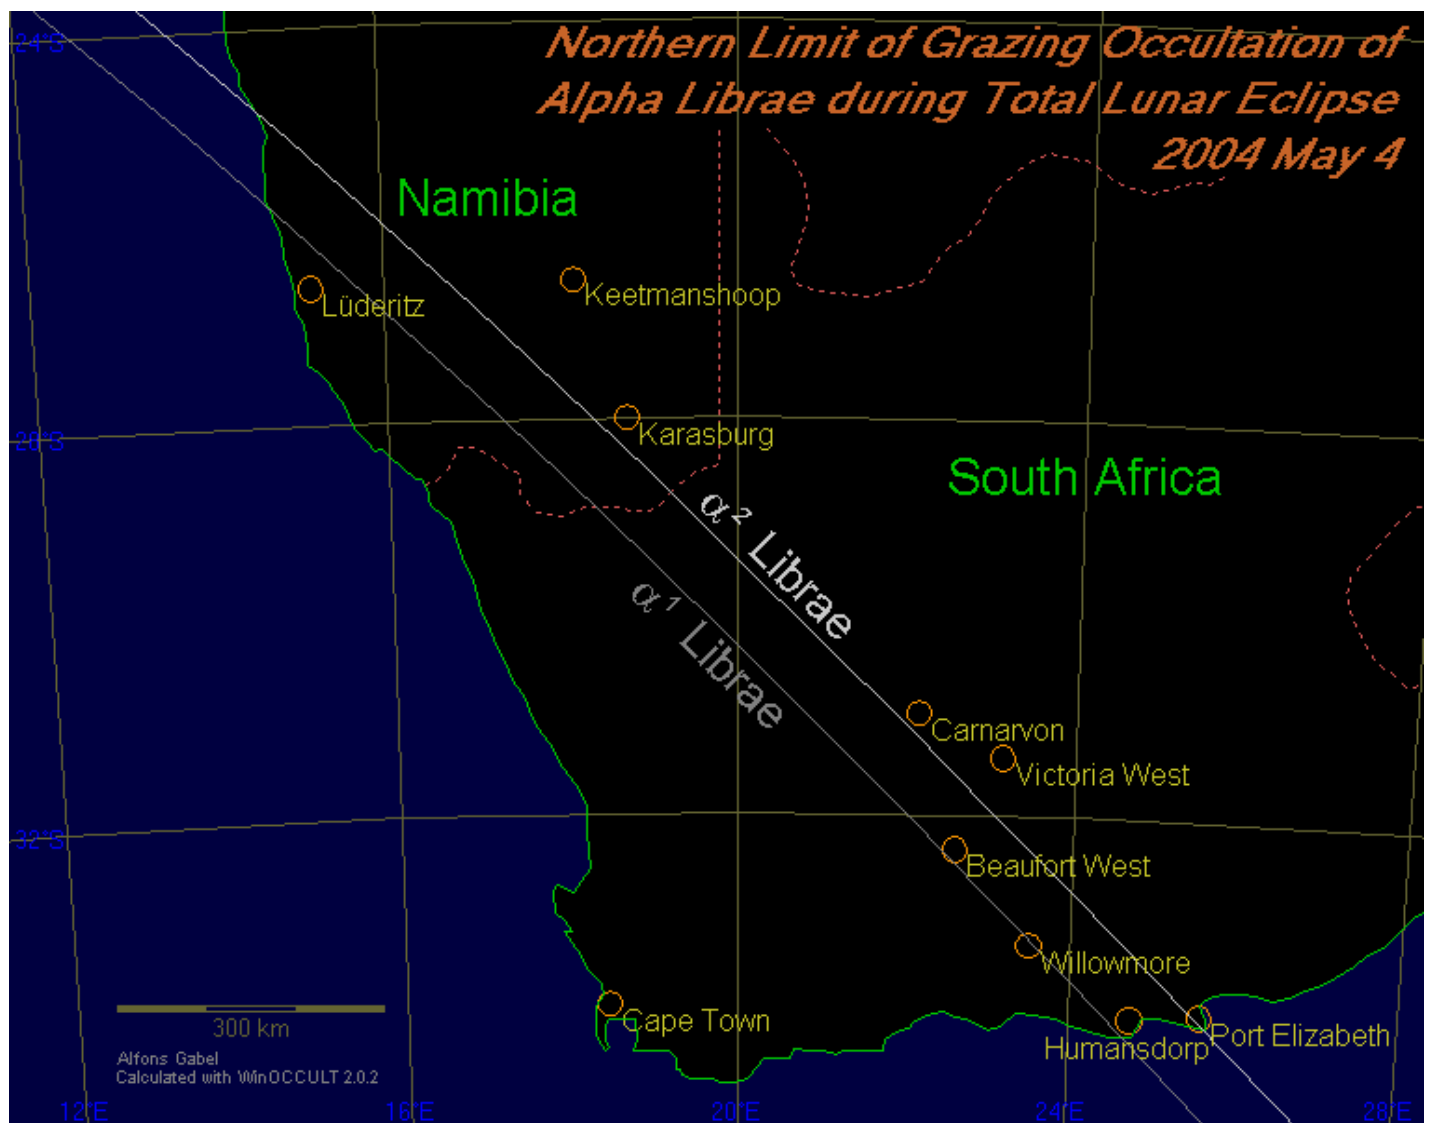 Northern Limit of Grazing Occultation of
Alpha Librae during Total Lunar Eclipse
2004 May 4
24°S
Namibia
Keetmanshoop
Lüderitz
28°S
Karasburg
South Africa
α² Librae
α¹ Librae
Carnarvon
Victoria West
32°S
Beaufort West
Willowmore
Cape Town
Port Elizabeth
Humansdorp
300 km
Alfons Gabel
Calculated with WinOCCULT 2.0.2
12°E
16°E
20°E
24°E
28°E